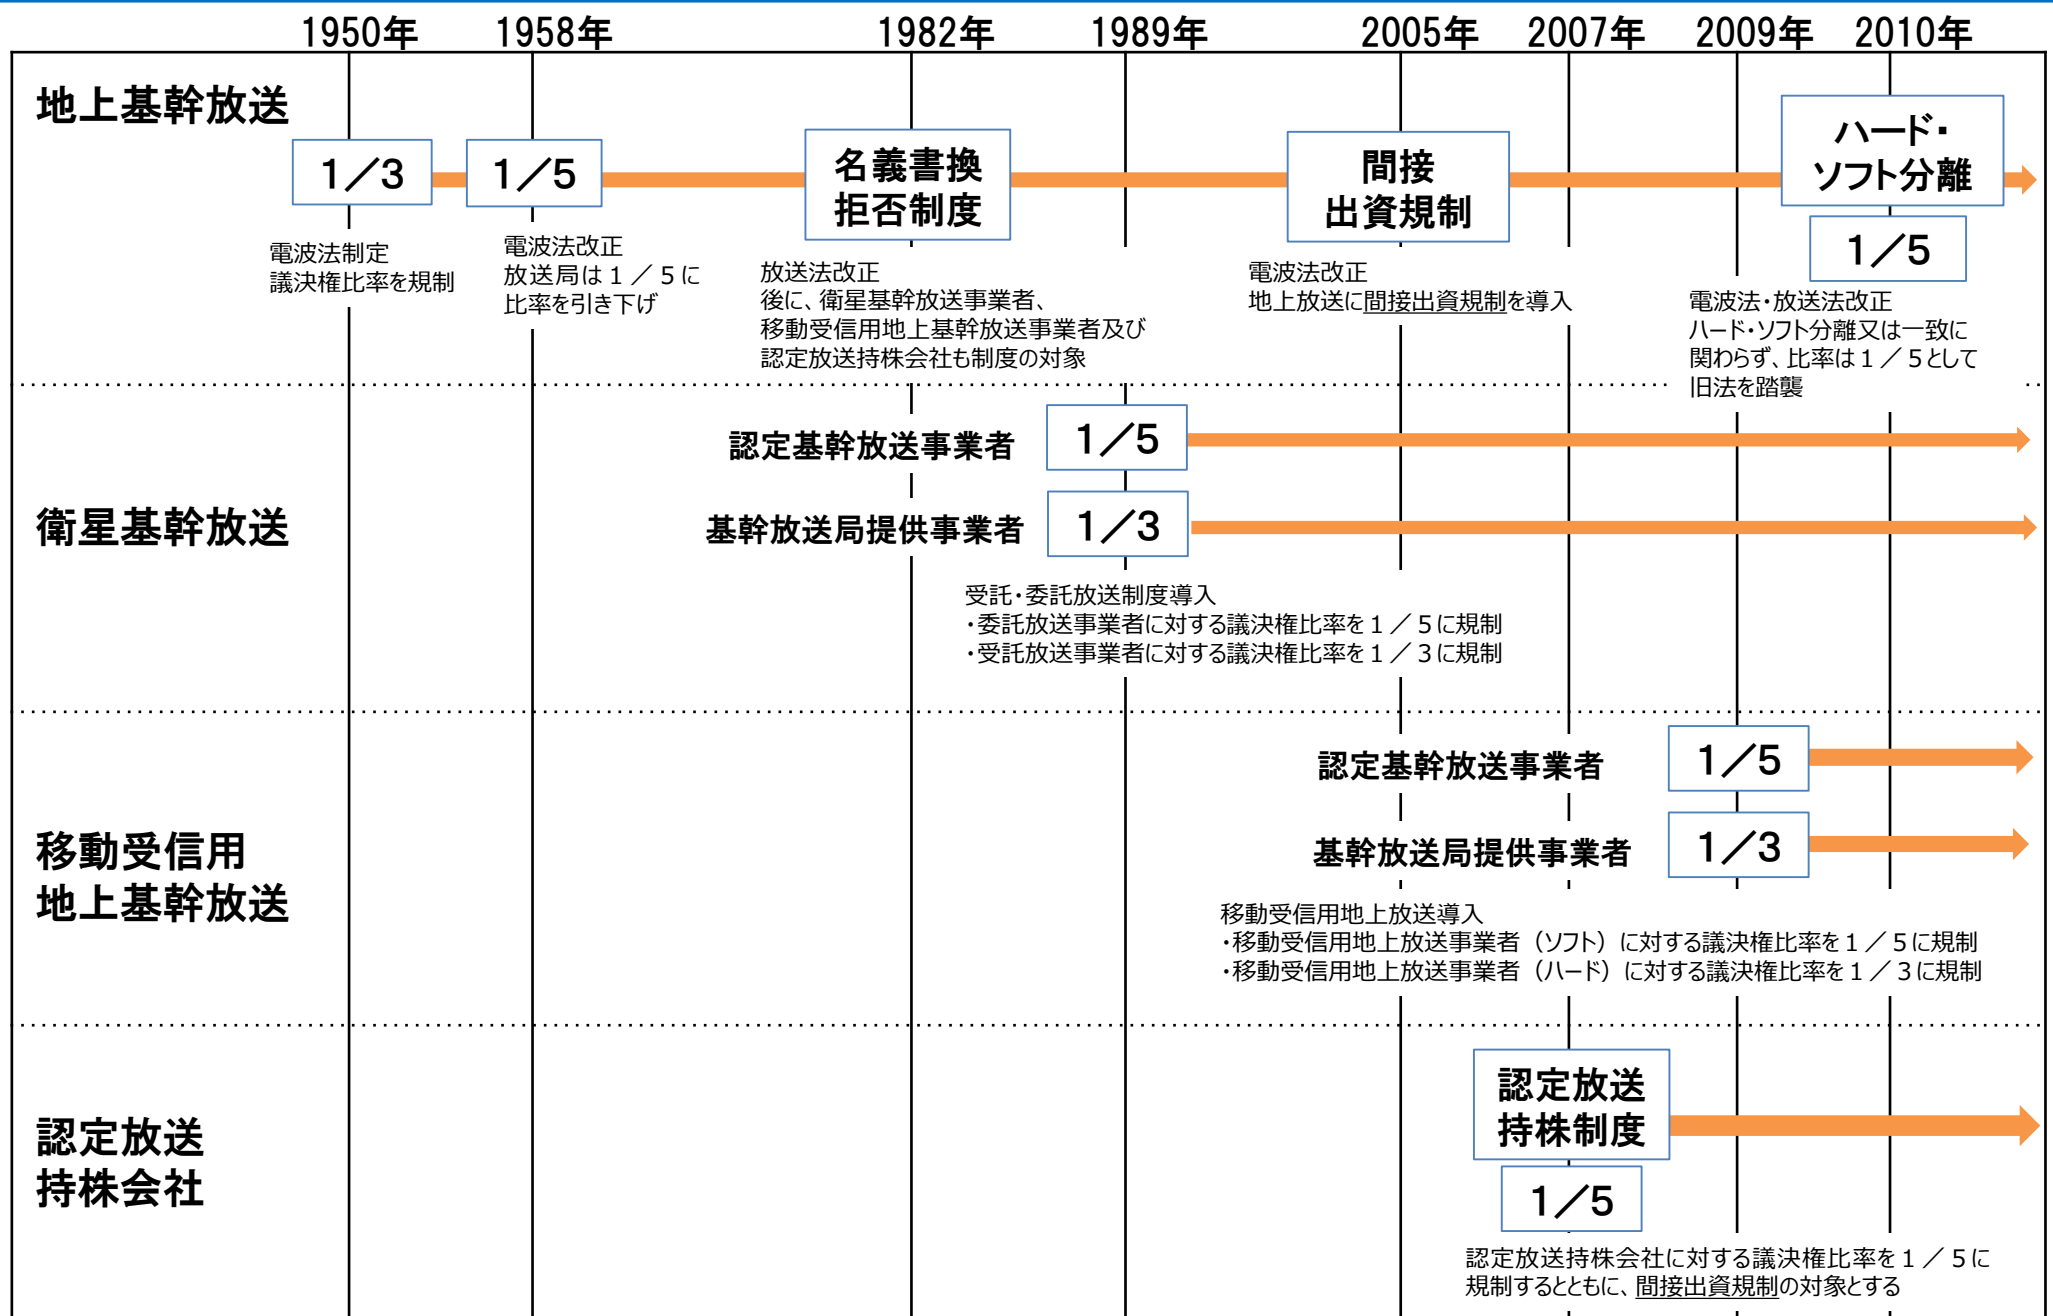 1950年 1958年 1982年 1989年 2005年 2007年 2009年 2010年
地上基幹放送
1／3
1／5
名義書換
拒否制度
間接
出資規制
ハード・
ソフト分離
1／5
電波法制定
議決権比率を規制
電波法改正
放送局は１／５に
比率を引き下げ
放送法改正
後に、衛星基幹放送事業者、
移動受信用地上基幹放送事業者及び
認定放送持株会社も制度の対象
電波法改正
地上放送に間接出資規制を導入
電波法・放送法改正
ハード・ソフト分離又は一致に
関わらず、比率は１／５として
旧法を踏襲
衛星基幹放送
認定基幹放送事業者
1／5
基幹放送局提供事業者
1／3
受託・委託放送制度導入
・委託放送事業者に対する議決権比率を１／５に規制
・受託放送事業者に対する議決権比率を１／３に規制
移動受信用
地上基幹放送
認定基幹放送事業者
1／5
基幹放送局提供事業者
1／3
移動受信用地上放送導入
・移動受信用地上放送事業者（ソフト）に対する議決権比率を１／５に規制
・移動受信用地上放送事業者（ハード）に対する議決権比率を１／３に規制
認定放送
持株会社
認定放送
持株制度
1／5
認定放送持株会社に対する議決権比率を１／５に
規制するとともに、間接出資規制の対象とする